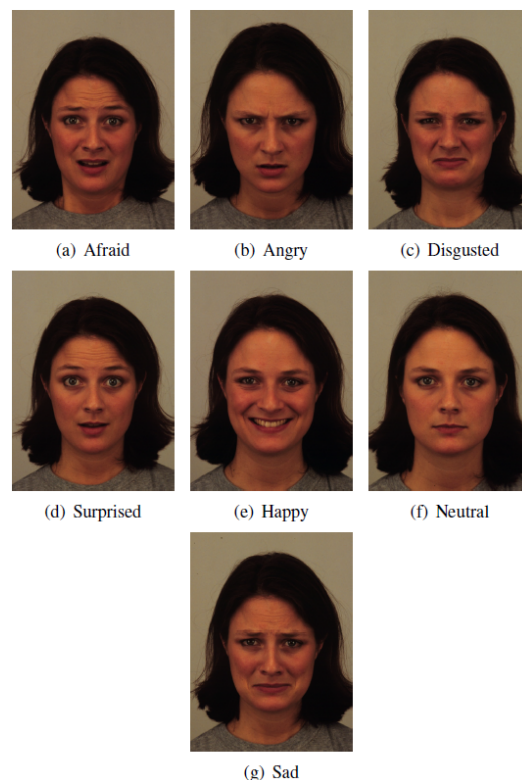 (a) Afraid
(b) Angry
(c) Disgusted
(d) Surprised
(e) Happy
(f) Neutral
(g) Sad